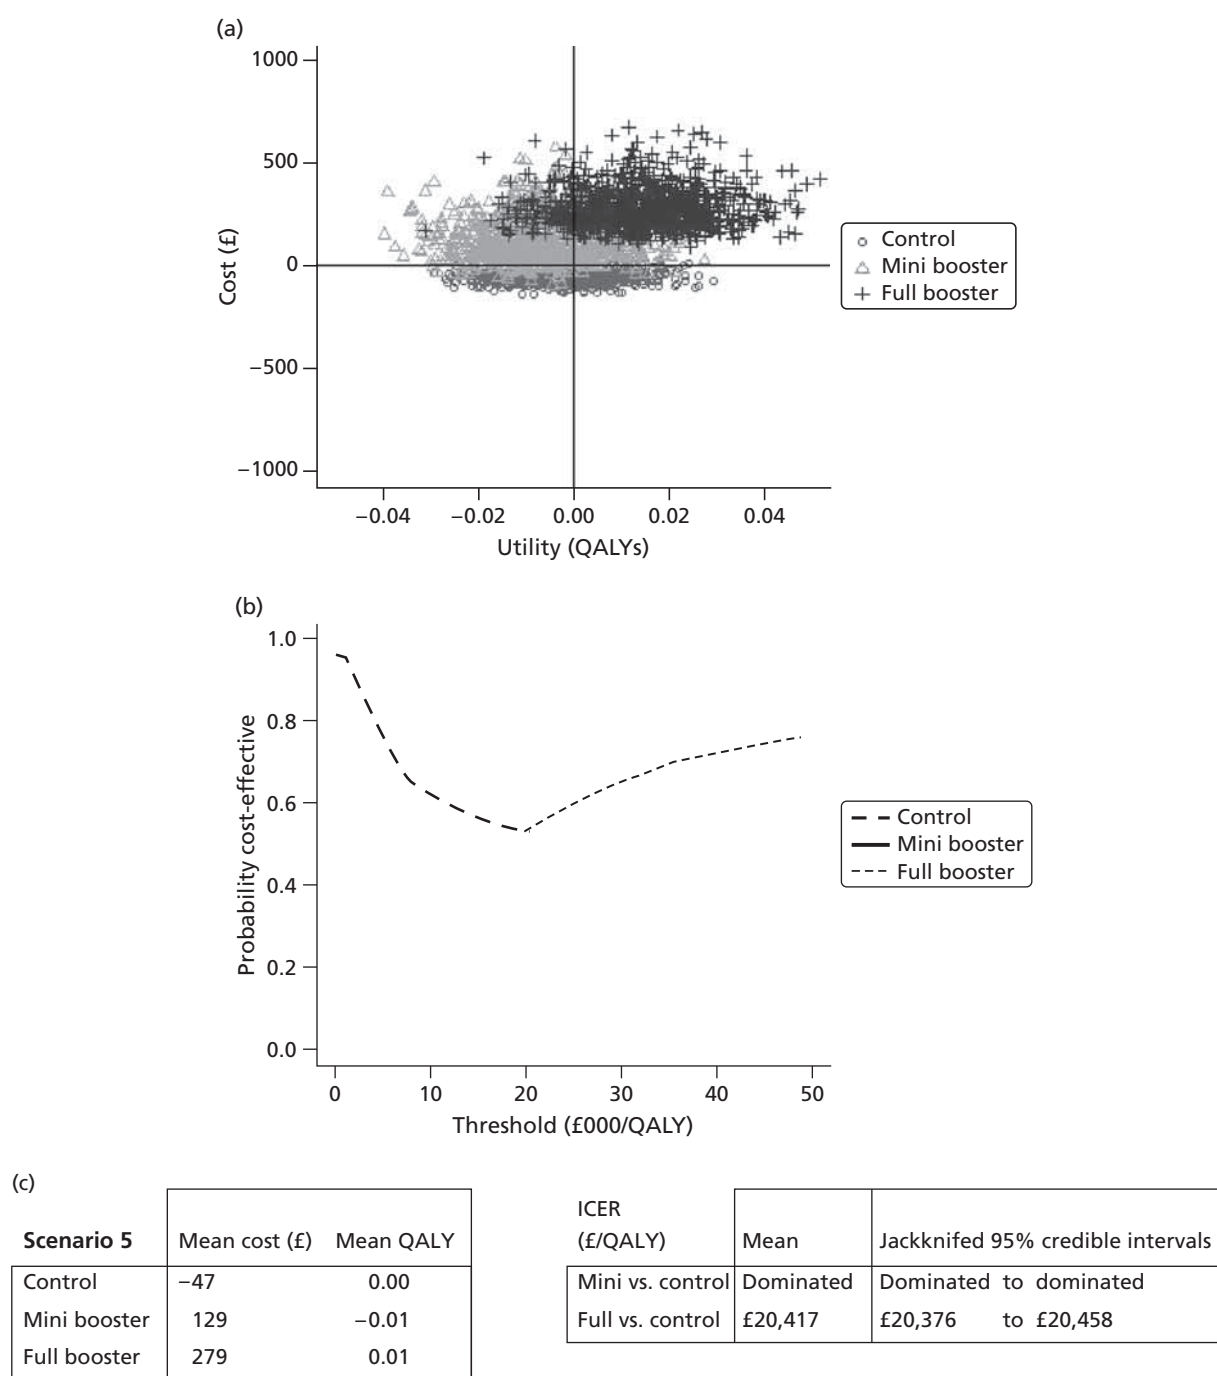 (a)
1000
500
0
−500
−1000
Cost (£)
−0.04 −0.02 0.00 0.02 0.04
Utility (QALYs)
Control
Mini booster
Full booster
(b)
1.0
0.8
0.6
0.4
0.2
0.0
Probability cost-effective
0 10 20 30 40 50
Threshold (£000/QALY)
Control
Mini booster
Full booster
(c)
Scenario 5 Mean cost (£) Mean QALY
Control −47 0.00
Mini booster 129 −0.01
Full booster 279 0.01
ICER
(£/QALY) Mean Jackknifed 95% credible intervals
Mini vs. control Dominated Dominated to dominated
Full vs. control £20,417 £20,376 to £20,458